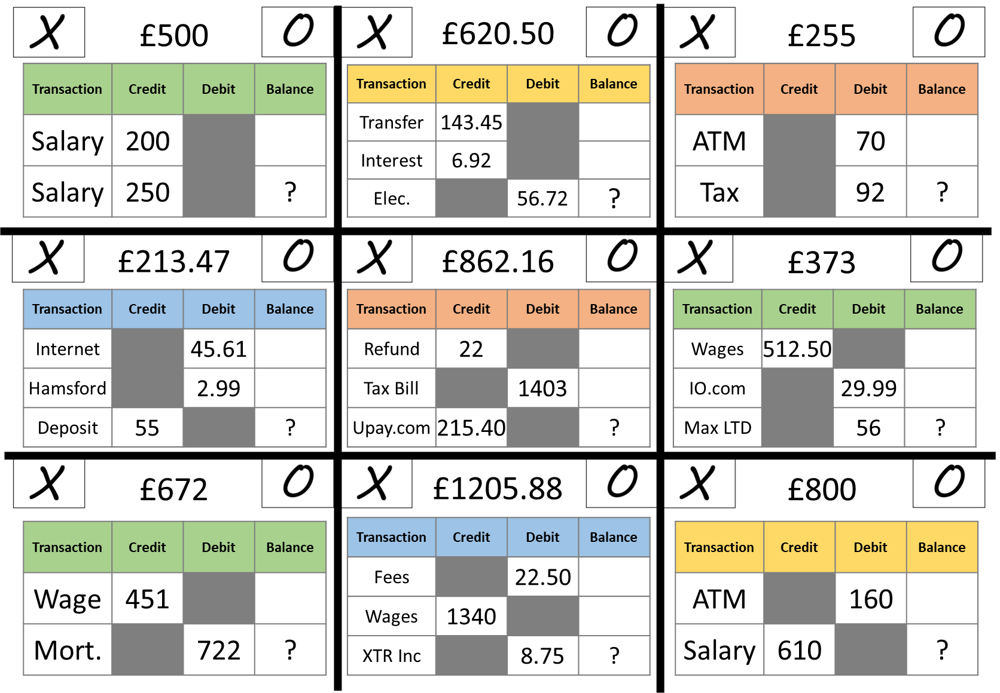 X £500 O
Transaction Credit Debit Balance
Salary 200
Salary 250 ?
X £620.50 O
Transaction Credit Debit Balance
Transfer 143.45
Interest 6.92
Elec. 56.72 ?
X £255 O
Transaction Credit Debit Balance
ATM 70
Tax 92 ?
X £213.47 O
Transaction Credit Debit Balance
Internet 45.61
Hamsford 2.99
Deposit 55 ?
X £862.16 O
Transaction Credit Debit Balance
Refund 22
Tax Bill 1403
Upay.com 215.40 ?
X £373 O
Transaction Credit Debit Balance
Wages 512.50
IO.com 29.99
Max LTD 56 ?
X £672 O
Transaction Credit Debit Balance
Wage 451
Mort. 722 ?
X £1205.88 O
Transaction Credit Debit Balance
Fees 22.50
Wages 1340
XTR Inc 8.75 ?
X £800 O
Transaction Credit Debit Balance
ATM 160
Salary 610 ?